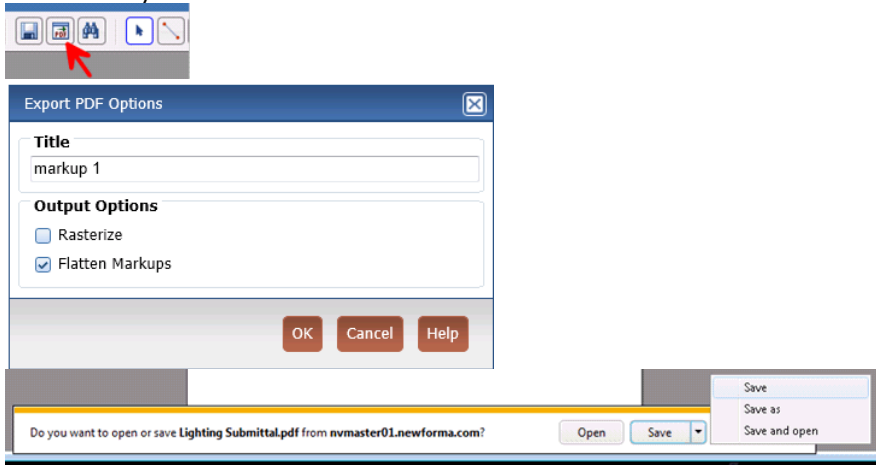 PDF
Export PDF Options
Title
markup 1
Output Options
Rasterize
Flatten Markups
OK Cancel Help
Save
Save as
Do you want to open or save Lighting Submittal.pdf from nvmaster01.newforma.com? Open Save Save and open